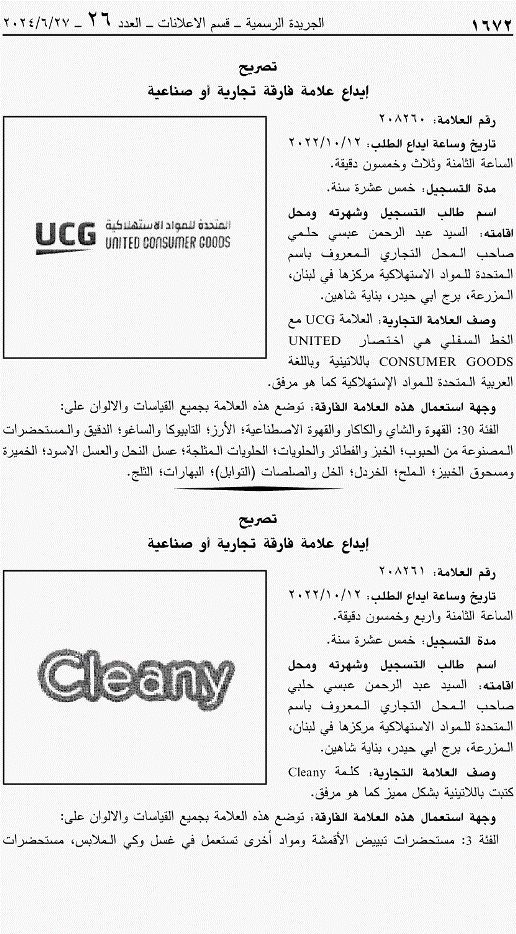 ١٦٧٢
الجريدة الرسمية ــ قسم الاعلانات ــ العدد ٢٦ ــ ٢٠٢٤/٦/٢٧
تصريح
إيداع علامة فارقة تجارية أو صناعية
رقم العلامة: ٢٠٨٢٦٠
تاريخ وساعة ايداع الطلب: ٢٠٢٢/١٠/١٢
الساعة الثامنة وثلاث وخمسون دقيقة.
مدة التسجيل: خمس عشرة سنة.
اسم طالب التسجيل وشهرته ومحل
اقامته: السيد عبد الرحمن عبسي حلمي
صاحب المحل التجاري المعروف باسم
المتحدة للمواد الاستهلاكية مركزها في لبنان،
المزرعة، برج ابي حيدر، بناية شاهين.
وصف العلامة التجارية: العلامة UCG مع
الخط السفلي هي اختصار UNITED
CONSUMER GOODS باللاتينية وباللغة
العربية المتحدة للمواد الإستهلاكية كما هو مرفق.
UCG
المتحدة للمواد الاستهلاكية
UNITED CONSUMER GOODS
وجهة استعمال هذه العلامة الفارقة: توضع هذه العلامة بجميع القياسات والالوان على:
الفئة 30: القهوة والشاي والكاكاو والقهوة الاصطناعية؛ الأرز؛ التابيوكا والساغو؛ الدقيق والمستحضرات
المصنوعة من الحبوب؛ الخبز والفطائر والحلويات؛ الحلويات المثلجة؛ عسل النحل والعسل الاسود؛ الخميرة
ومسحوق الخبيز؛ الملح؛ الخردل؛ الخل والصلصات (التوابل)؛ البهارات؛ الثلج.
تصريح
إيداع علامة فارقة تجارية أو صناعية
رقم العلامة: ٢٠٨٢٦١
تاريخ وساعة ايداع الطلب: ٢٠٢٢/١٠/١٢
الساعة الثامنة واربع وخمسون دقيقة.
مدة التسجيل: خمس عشرة سنة.
اسم طالب التسجيل وشهرته ومحل
اقامته: السيد عبد الرحمن عبسي حلبي
صاحب المحل التجاري المعروف باسم
المتحدة للمواد الاستهلاكية مركزها في لبنان،
المزرعة، برج ابي حيدر، بناية شاهين.
وصف العلامة التجارية: كلمة Cleany
كتبت باللاتينية بشكل مميز كما هو مرفق.
Cleany
وجهة استعمال هذه العلامة الفارقة: توضع هذه العلامة بجميع القياسات والالوان على:
الفئة 3: مستحضرات تبييض الأقمشة ومواد أخرى تستعمل في غسل وكي الملابس، مستحضرات